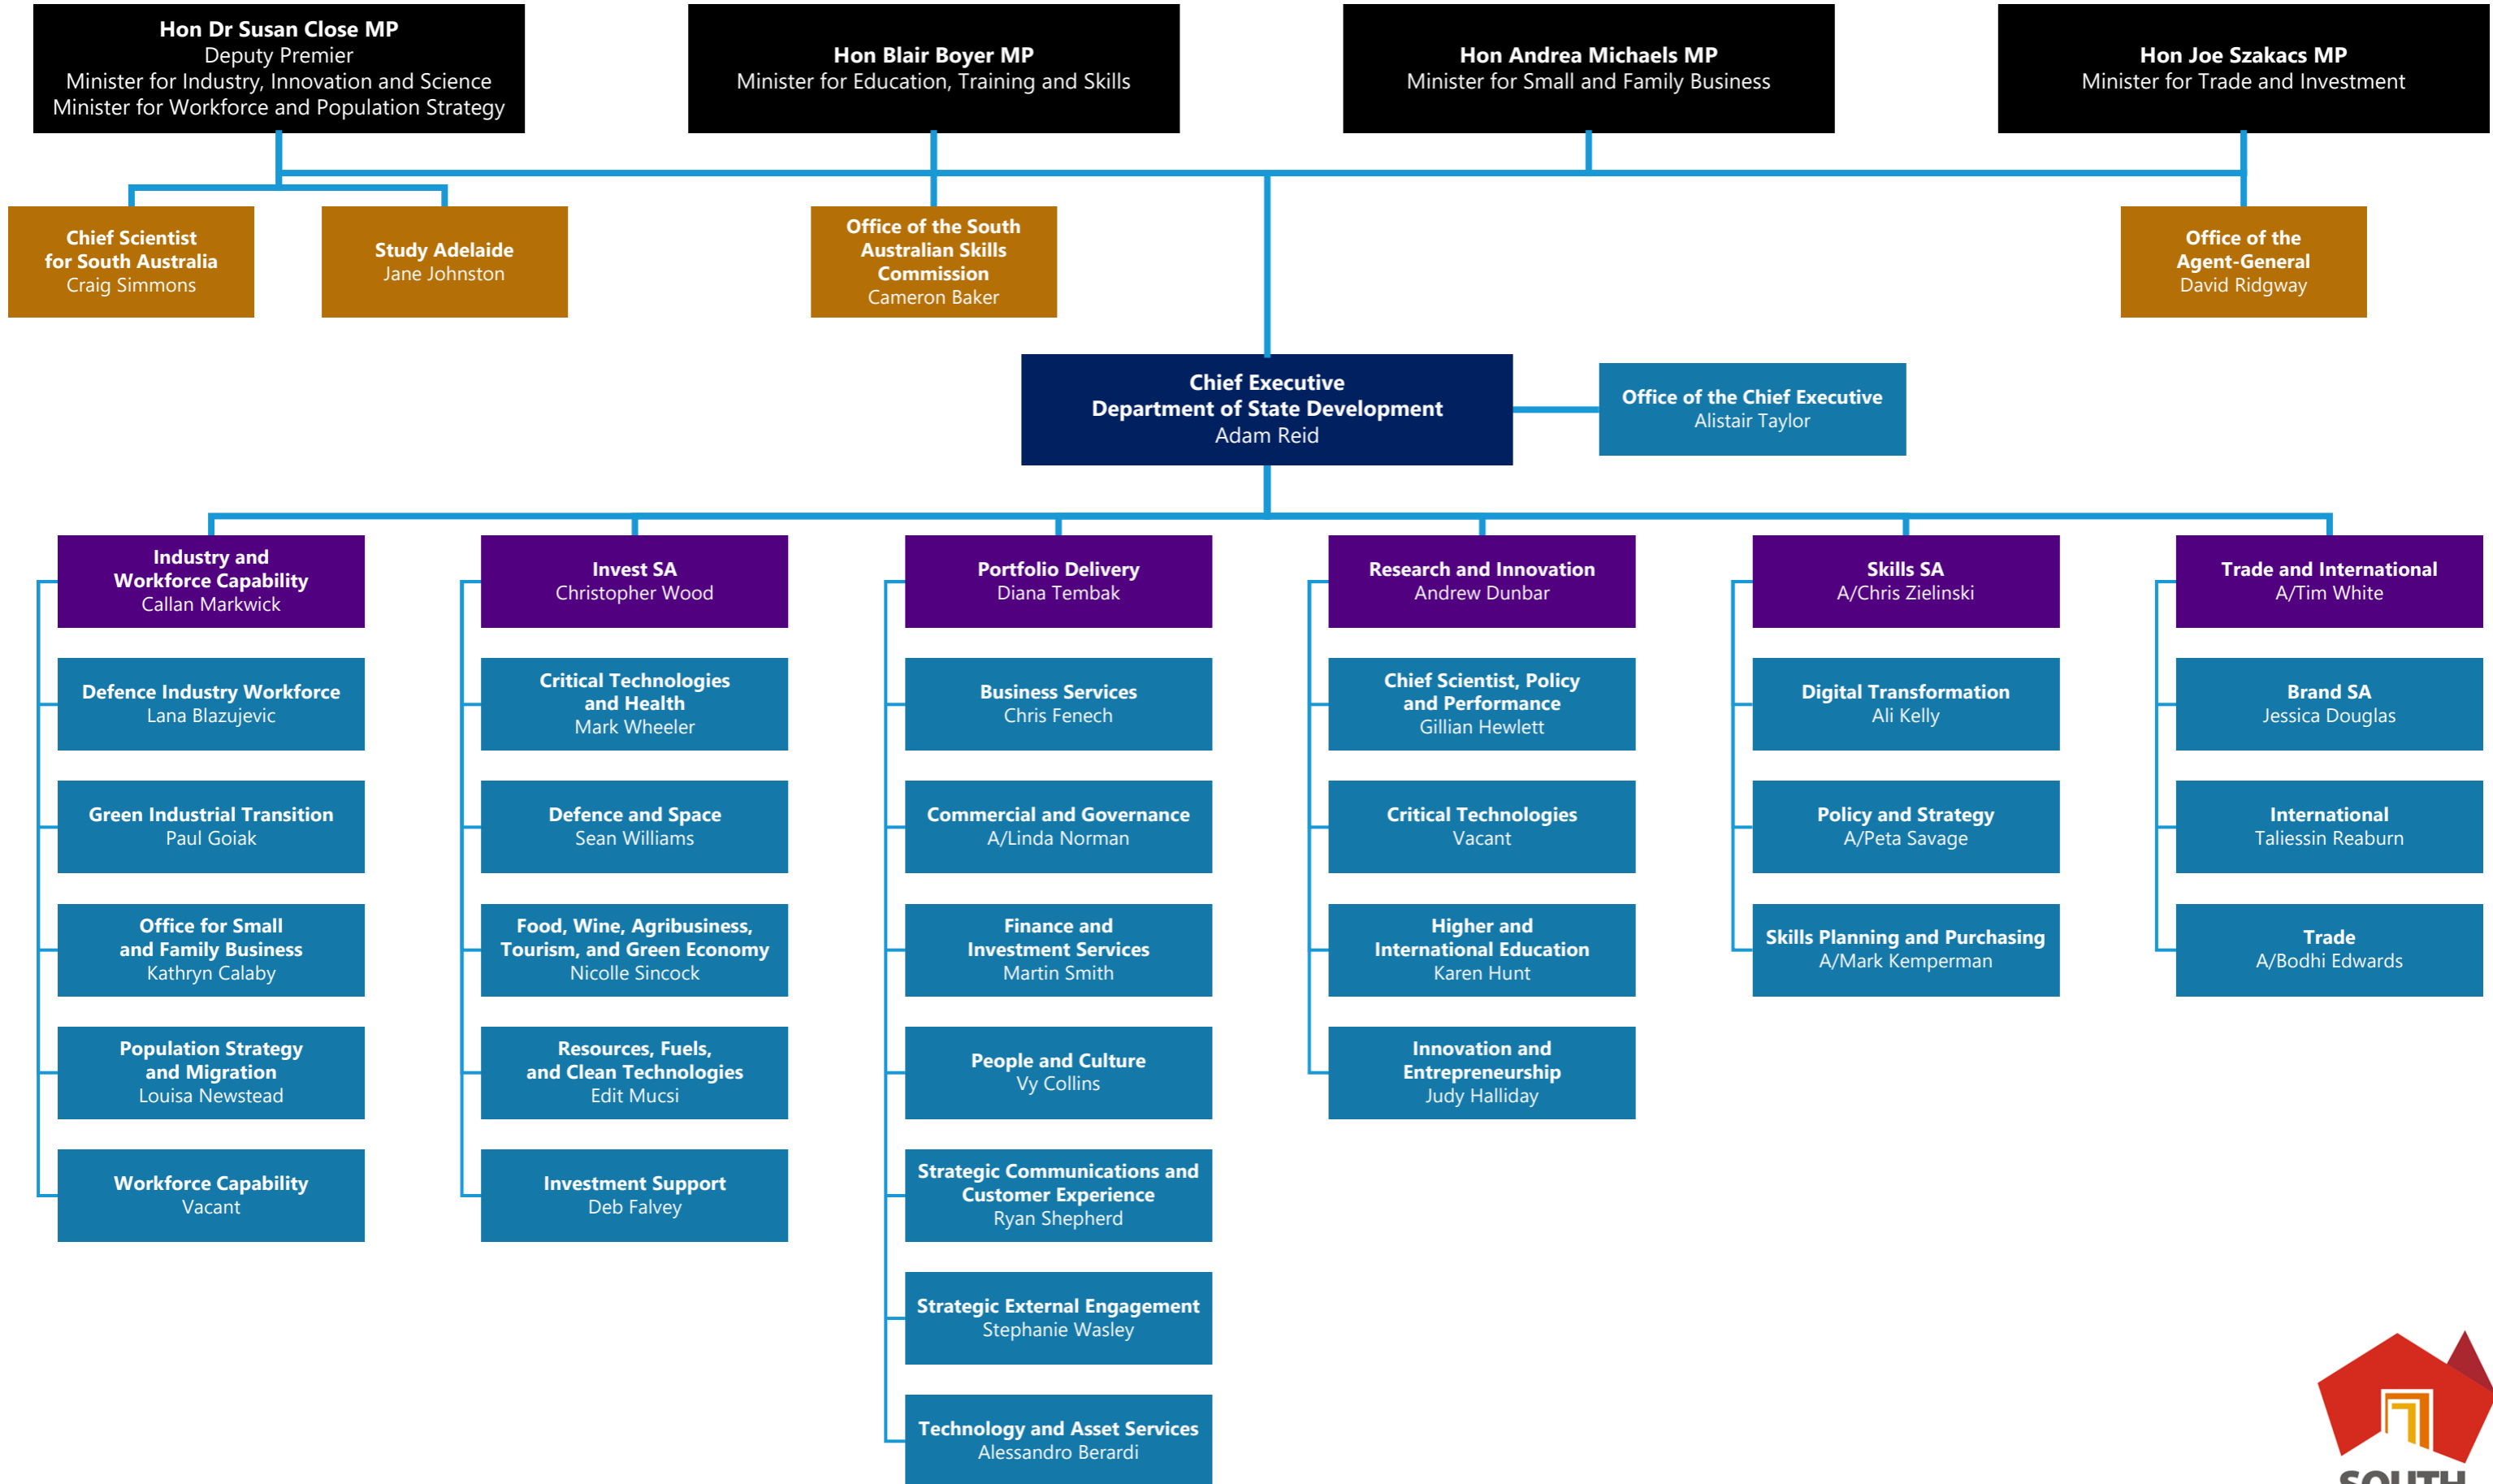 Hon Dr Susan Close MP
Deputy Premier
Minister for Industry, Innovation and Science
Minister for Workforce and Population Strategy
Hon Blair Boyer MP
Minister for Education, Training and Skills
Hon Andrea Michaels MP
Minister for Small and Family Business
Hon Joe Szakacs MP
Minister for Trade and Investment
Chief Scientist
for South Australia
Craig Simmons
Study Adelaide
Jane Johnston
Office of the South
Australian Skills
Commission
Cameron Baker
Office of the
Agent-General
David Ridgway
Chief Executive
Department of State Development
Adam Reid
Office of the Chief Executive
Alistair Taylor
Industry and
Workforce Capability
Callan Markwick
Defence Industry Workforce
Lana Blazujevic
Green Industrial Transition
Paul Goiak
Office for Small
and Family Business
Kathryn Calaby
Population Strategy
and Migration
Louisa Newstead
Workforce Capability
Vacant
Invest SA
Christopher Wood
Critical Technologies
and Health
Mark Wheeler
Defence and Space
Sean Williams
Food, Wine, Agribusiness,
Tourism, and Green Economy
Nicolle Sincock
Resources, Fuels,
and Clean Technologies
Edit Mucsi
Investment Support
Deb Falvey
Portfolio Delivery
Diana Tembak
Business Services
Chris Fenech
Commercial and Governance
A/Linda Norman
Finance and
Investment Services
Martin Smith
People and Culture
Vy Collins
Strategic Communications and
Customer Experience
Ryan Shepherd
Strategic External Engagement
Stephanie Wasley
Technology and Asset Services
Alessandro Berardi
Research and Innovation
Andrew Dunbar
Chief Scientist, Policy
and Performance
Gillian Hewlett
Critical Technologies
Vacant
Higher and
International Education
Karen Hunt
Innovation and
Entrepreneurship
Judy Halliday
Skills SA
A/Chris Zielinski
Digital Transformation
Ali Kelly
Policy and Strategy
A/Peta Savage
Skills Planning and Purchasing
A/Mark Kemperman
Trade and International
A/Tim White
Brand SA
Jessica Douglas
International
Taliessin Reaburn
Trade
A/Bodhi Edwards
SOUTH